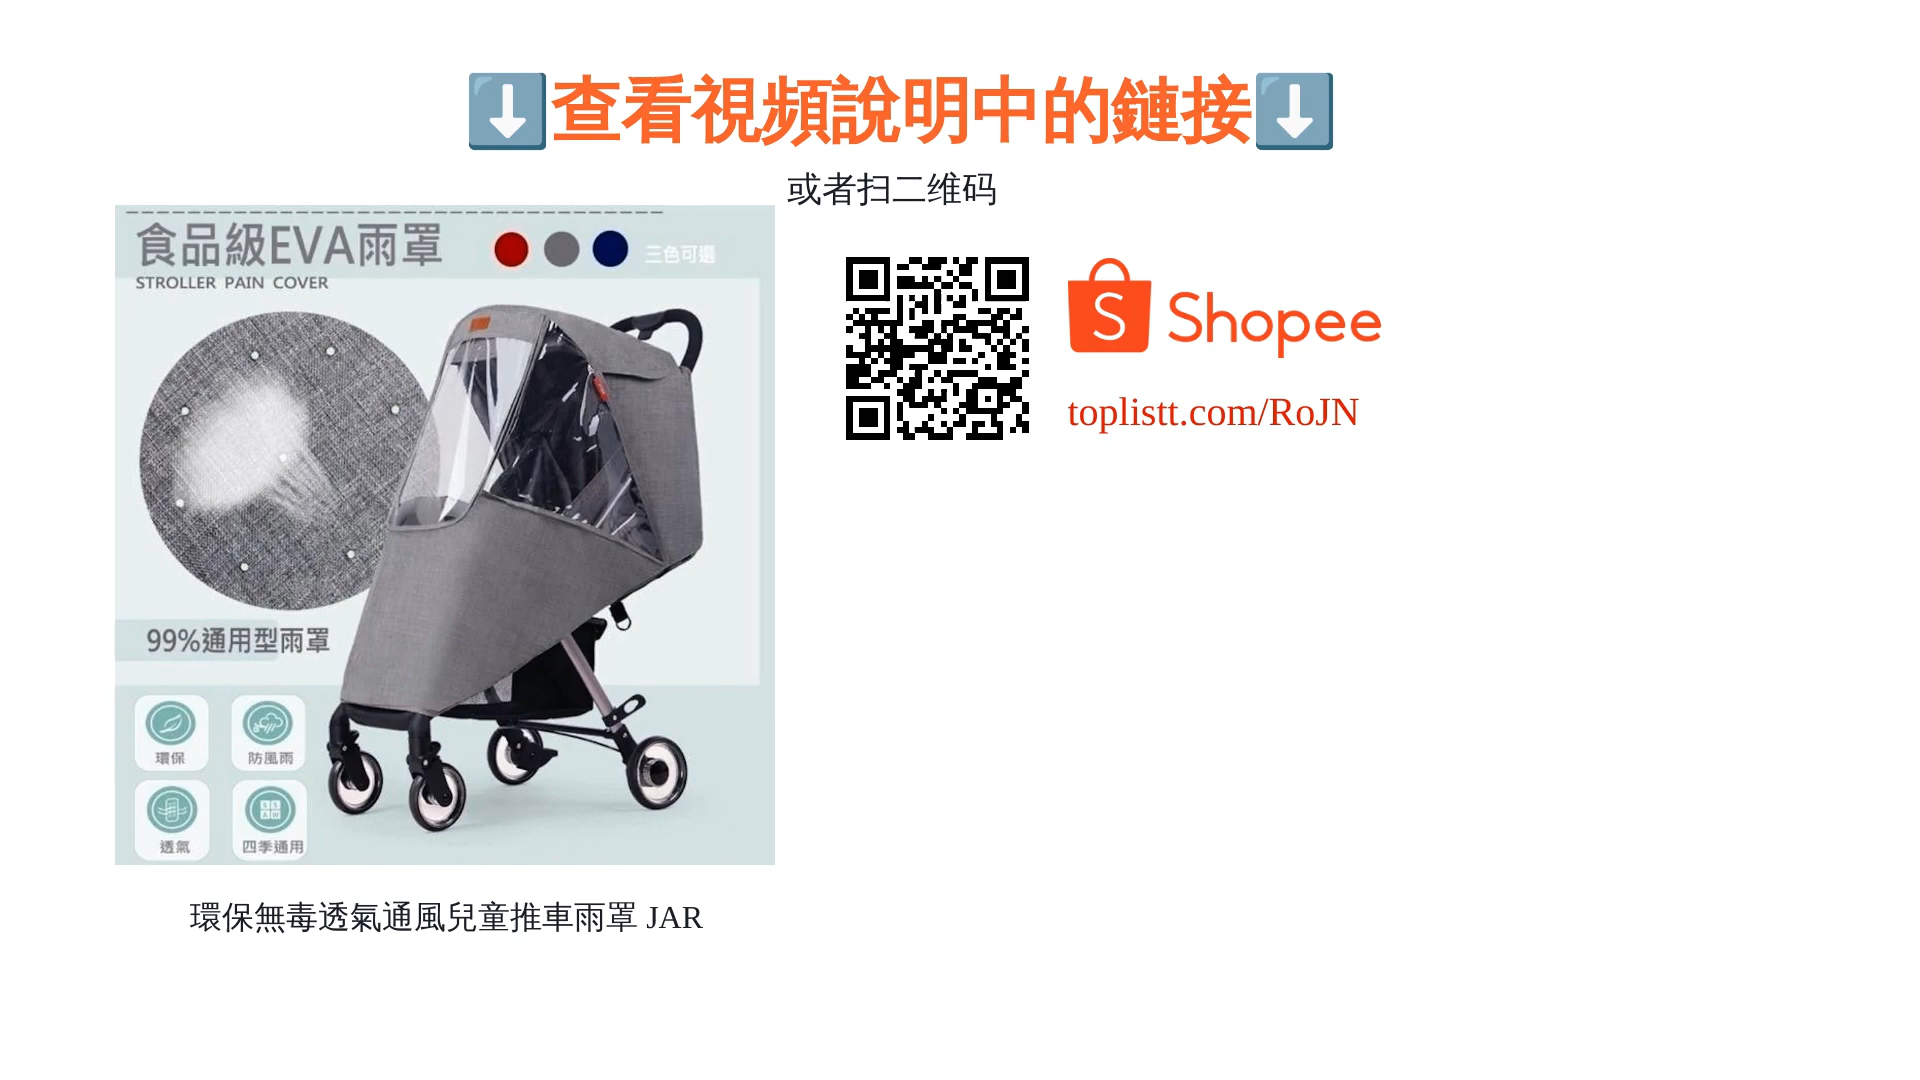 ⬇️查看視頻說明中的鏈接⬇️
或者扫二维码
食品級EVA雨罩
三色可選
STROLLER PAIN COVER
Shopee
toplistt.com/RoJN
99%通用型雨罩
環保
防風雨
透氣
四季通用
環保無毒透氣通風兒童推車雨罩 JAR